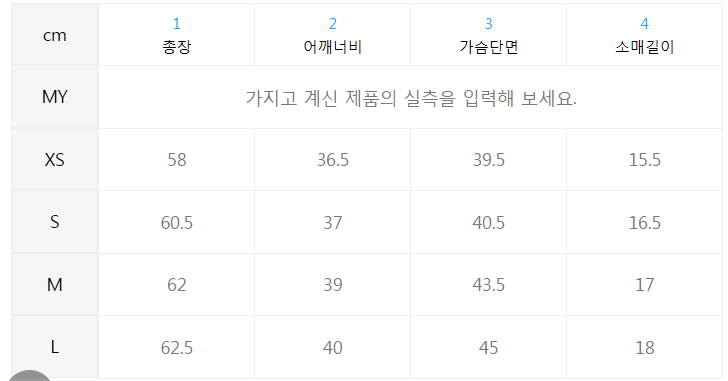 cm 1 2 3 4
총장 어깨너비 가슴단면 소매길이
MY 가지고 계신 제품의 실측을 입력해 보세요.
XS 58 36.5 39.5 15.5
S 60.5 37 40.5 16.5
M 62 39 43.5 17
L 62.5 40 45 18